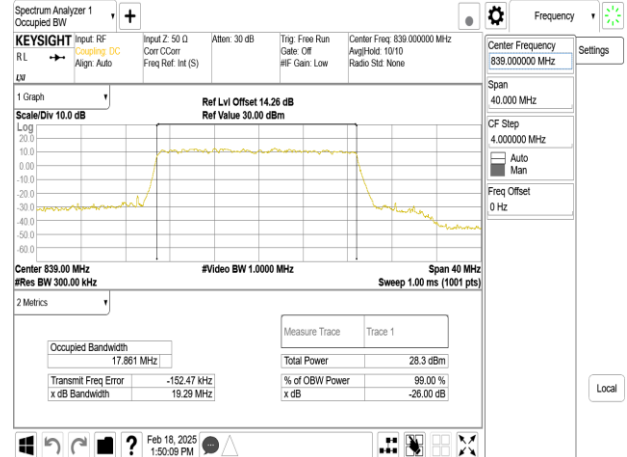 Spectrum Analyzer 1
Occupied BW
Frequency
KEYSIGHT
RL
Input: RF
Coupling: DC
Align: Auto
Input Z: 50 Ω
Corr CCorr
Freq Ref: Int (S)
Atten: 30 dB
Trig: Free Run
Gate: Off
#IF Gain: Low
Center Freq: 839.000000 MHz
Avg|Hold: 10/10
Radio Std: None
Center Frequency
839.000000 MHz
Settings
Span
40.000 MHz
CF Step
4.000000 MHz
Auto
Man
Freq Offset
0 Hz
Local
1 Graph
Scale/Div 10.0 dB
Ref Lvl Offset 14.26 dB
Ref Value 30.00 dBm
Log
20.0
10.0
0.00
-10.0
-20.0
-30.0
-40.0
-50.0
-60.0
Center 839.00 MHz
#Video BW 1.0000 MHz
Span 40 MHz
#Res BW 300.00 kHz
Sweep 1.00 ms (1001 pts)
2 Metrics
Measure Trace Trace 1
Occupied Bandwidth
17.861 MHz
Total Power 28.3 dBm
Transmit Freq Error -152.47 kHz
% of OBW Power 99.00 %
x dB Bandwidth 19.29 MHz
x dB -26.00 dB
?
Feb 18, 2025
1:50:09 PM